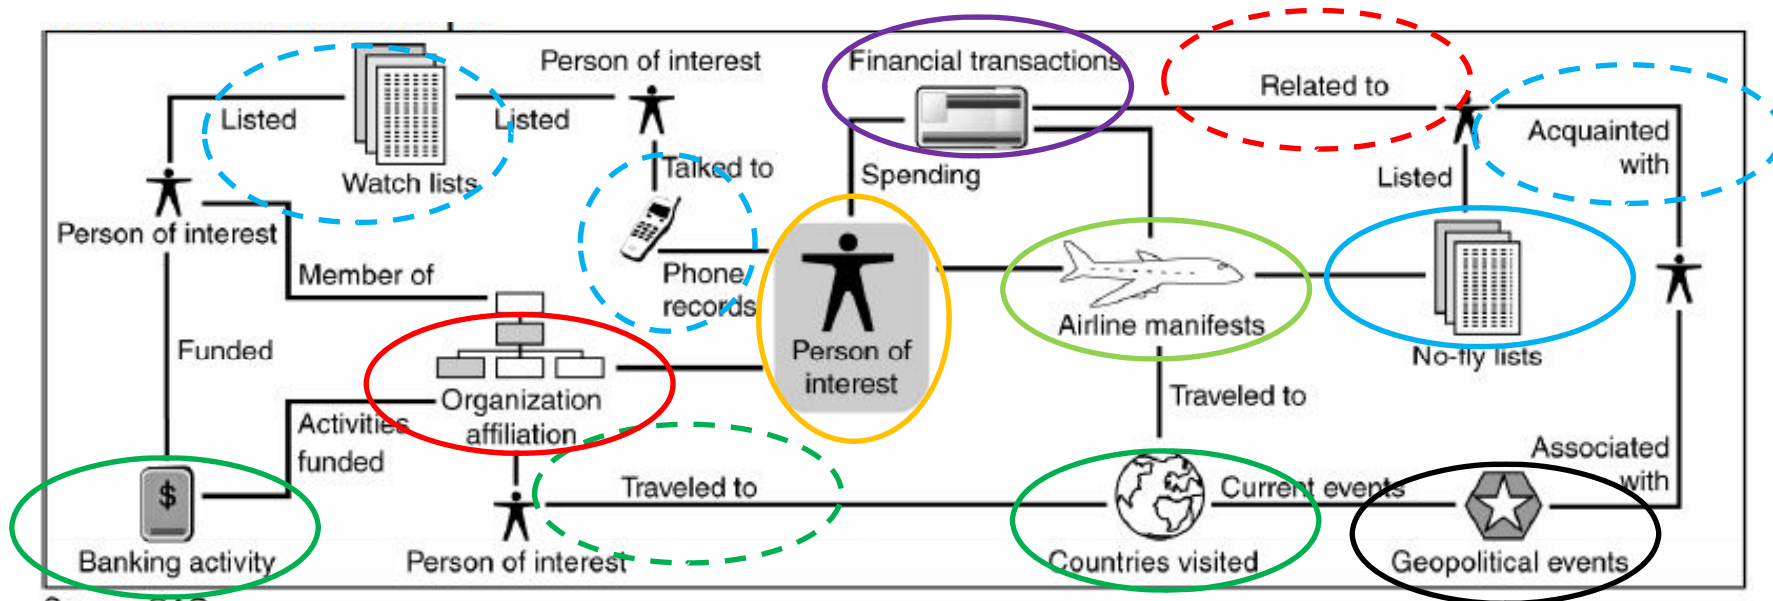 Person of interest
Financial transactions
Related to
Listed
Listed
Acquainted
with
Talked to
Watch lists
Spending
Listed
Person of interest
Member of
Phone
records
Airline manifests
Person of
interest
No-fly lists
Funded
Organization
affiliation
Traveled to
Activities
funded
Associated
with
$
Traveled to
Current events
Banking activity
Person of interest
Countries visited
Geopolitical events